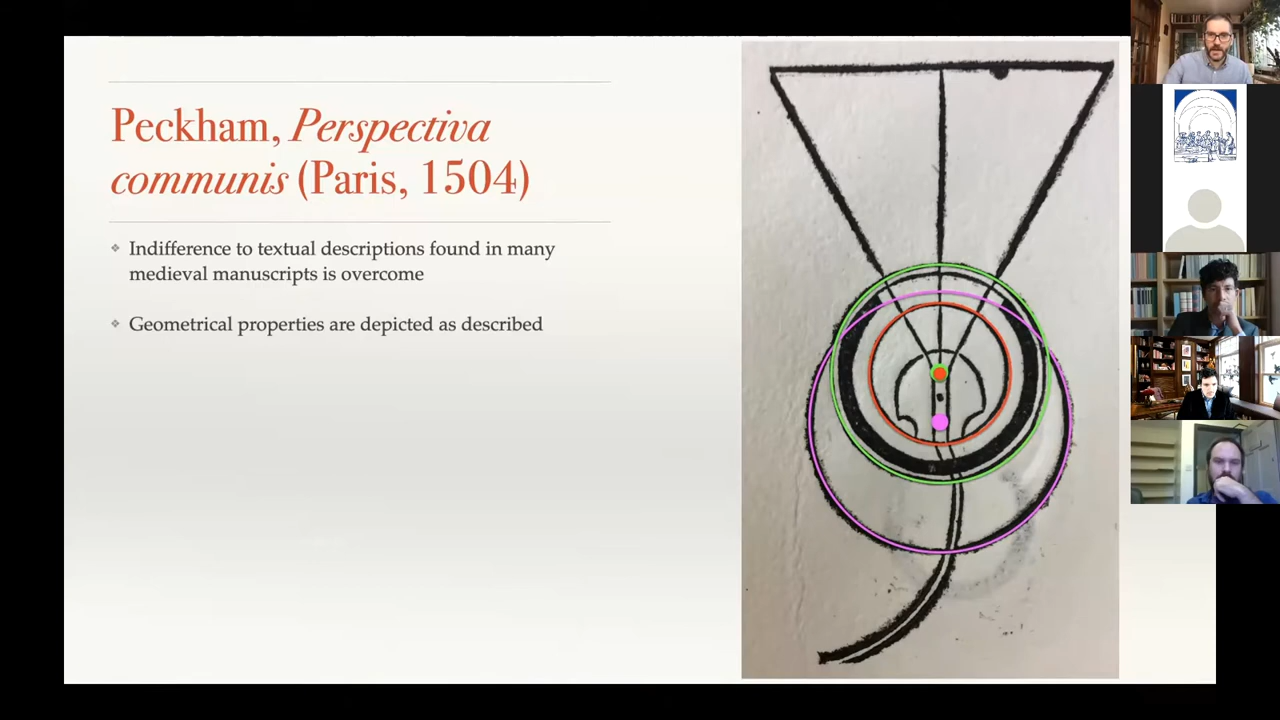 Peckham, Perspectiva
communis (Paris, 1504)
Indifference to textual descriptions found in many
medieval manuscripts is overcome
Geometrical properties are depicted as described